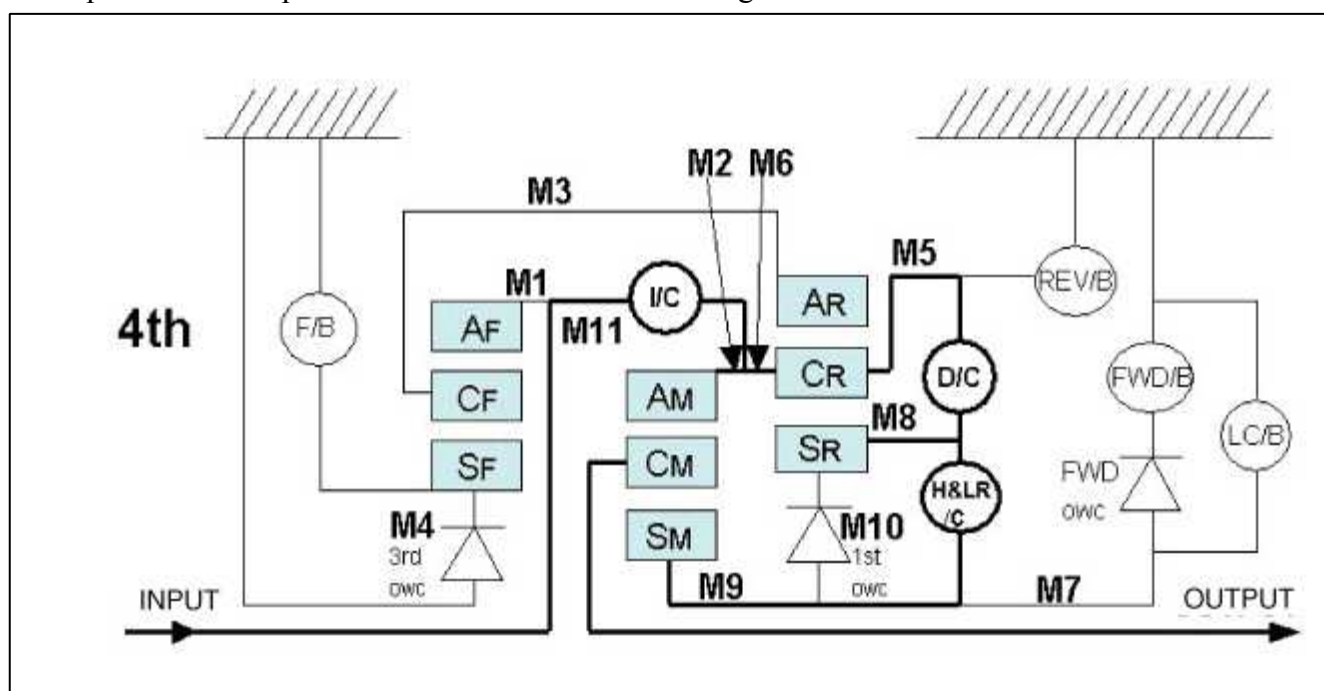 M2 M6
M3
M5
M1
I/C
AR
REV/B
4th
F/B
AF
M11
CF
AM
CR
D/C
FWD/B
M8
SF
CM
SR
LC/B
M4
3rd
OWC
SM
H&LR
/C
FWD
OWC
M10
1st
OWC
INPUT
M9
M7
OUTPUT